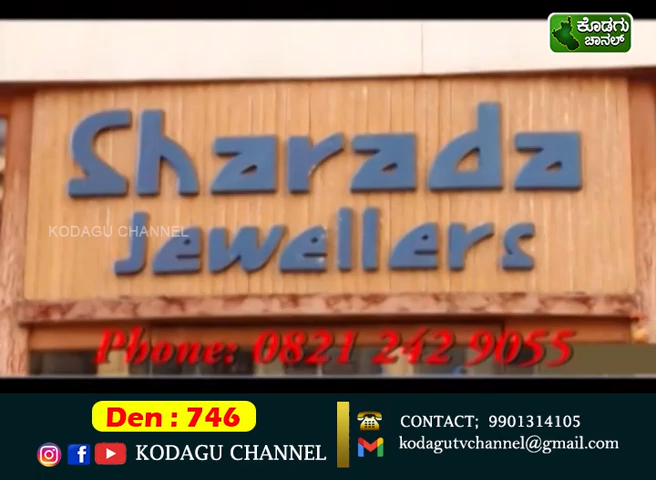 ಕೊಡಗು
ಚಾನಲ್
Sharada
KODAGU CHANNEL
Jewellers
Phone: 0821 242 9055
Den : 746
CONTACT; 9901314105
KODAGU CHANNEL
kodagutvchannel@gmail.com